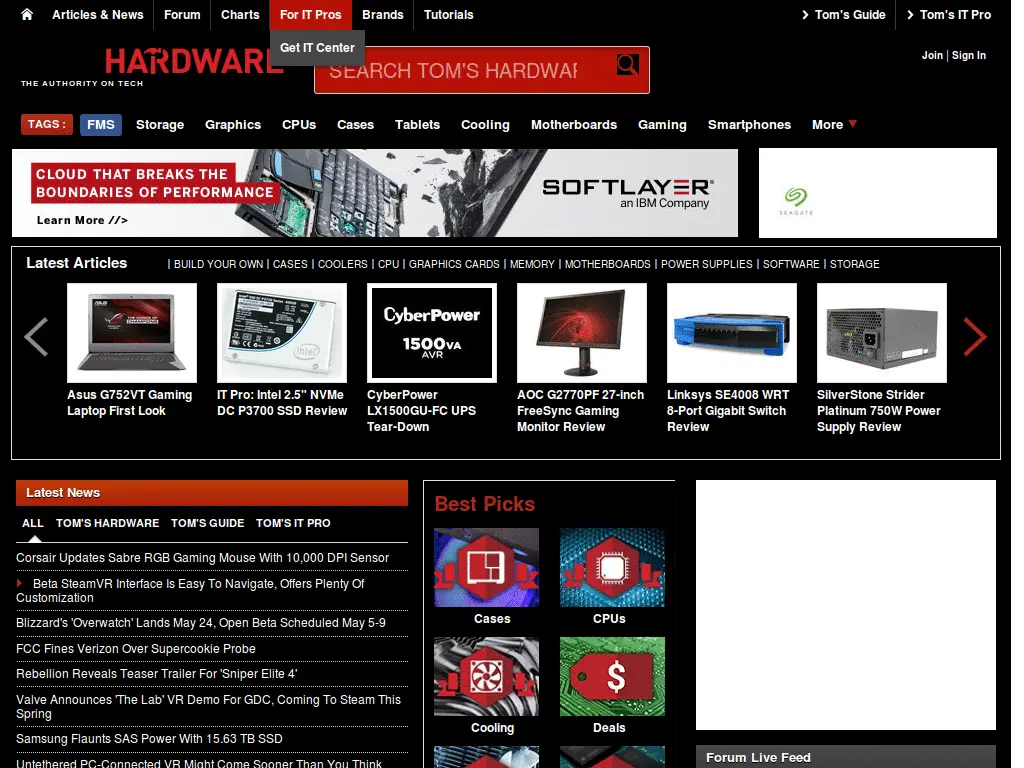 Articles & News Forum Charts For IT Pros Brands Tutorials Tom's Guide Tom's IT Pro
Get IT Center
HARDWARE
THE AUTHORITY ON TECH
SEARCH TOM'S HARDWAR
Join | Sign In
TAGS : FMS Storage Graphics CPUs Cases Tablets Cooling Motherboards Gaming Smartphones More
CLOUD THAT BREAKS THE
BOUNDARIES OF PERFORMANCE
Learn More //>
SOFTLAYER
an IBM Company
SEAGATE
Latest Articles
| BUILD YOUR OWN | CASES | COOLERS | CPU | GRAPHICS CARDS | MEMORY | MOTHERBOARDS | POWER SUPPLIES | SOFTWARE | STORAGE
CyberPower
1500VA
AVR
intel
Asus G752VT Gaming
Laptop First Look
IT Pro: Intel 2.5" NVMe
DC P3700 SSD Review
CyberPower
LX1500GU-FC UPS
Tear-Down
AOC G2770PF 27-inch
FreeSync Gaming
Monitor Review
Linksys SE4008 WRT
8-Port Gigabit Switch
Review
SilverStone Strider
Platinum 750W Power
Supply Review
Latest News
ALL TOM'S HARDWARE TOM'S GUIDE TOM'S IT PRO
Corsair Updates Sabre RGB Gaming Mouse With 10,000 DPI Sensor
Beta SteamVR Interface Is Easy To Navigate, Offers Plenty Of
Customization
Blizzard's 'Overwatch' Lands May 24, Open Beta Scheduled May 5-9
FCC Fines Verizon Over Supercookie Probe
Rebellion Reveals Teaser Trailer For 'Sniper Elite 4'
Valve Announces 'The Lab' VR Demo For GDC, Coming To Steam This
Spring
Samsung Flaunts SAS Power With 15.63 TB SSD
Untethered PC-Connected VR Might Come Sooner Than You Think
Best Picks
Cases
CPUs
$
Cooling
Deals
Forum Live Feed